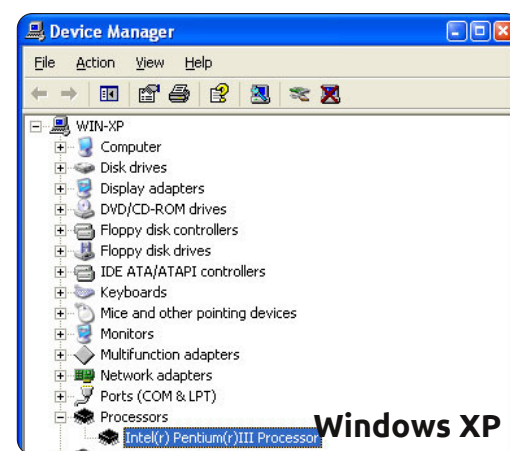 Device Manager
File Action View Help
WIN-XP
Computer
Disk drives
Display adapters
DVD/CD-ROM drives
Floppy disk controllers
Floppy disk drives
IDE ATA/ATAPI controllers
Keyboards
Mice and other pointing devices
Monitors
Multifunction adapters
Network adapters
Ports (COM & LPT)
Processors
Intel(r) Pentium(r)III Processor
Windows XP